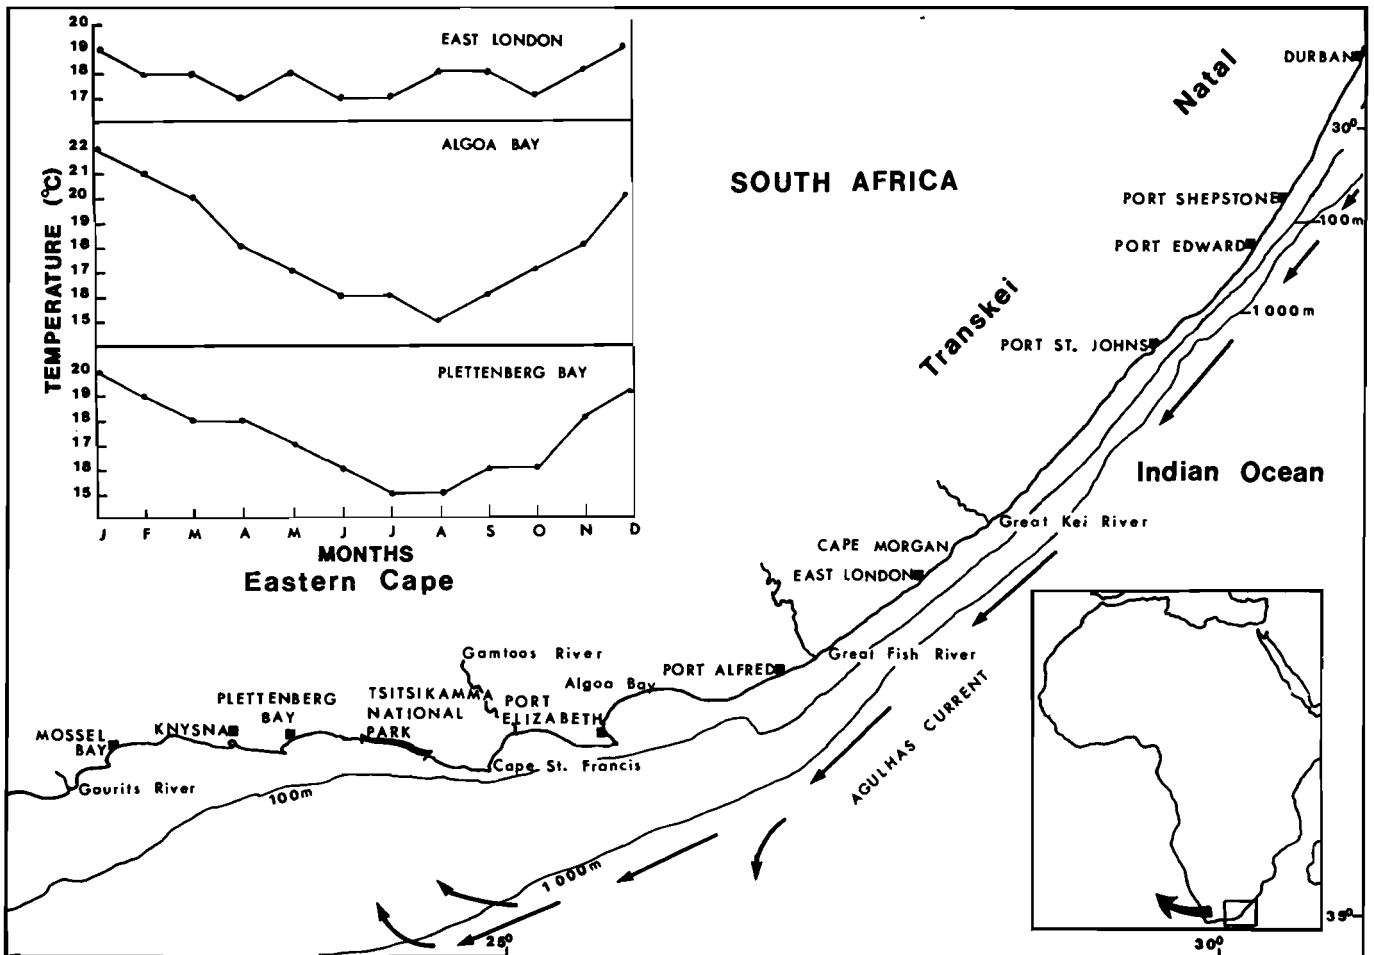 20
19
18
17
EAST LONDON
22
21
20
19
18
17
18
15
ALGOA BAY
20
19
18
17
18
15
PLETTENBERG BAY
TEMPERATURE (°C)
J F M A M J J A S O N D
MONTHS
Eastern Cape
SOUTH AFRICA
Natal
Transkei
DURBAN
30°
PORT SHEPSTONE
100m
PORT EDWARD
1000m
PORT ST. JOHNS
Indian Ocean
Great Kei River
CAPE MORGAN
EAST LONDON
Great Fish River
PORT ALFRED
Gamtoos River
Algoa Bay
PORT
ELIZABETH
TSITSIKAMMA
NATIONAL
PARK
PLETTENBERG
BAY
KNYSNA
MOSSEL
BAY
Gourits River
Cape St. Francis
100m
1000m
AGULHAS CURRENT
25°
30°
35°